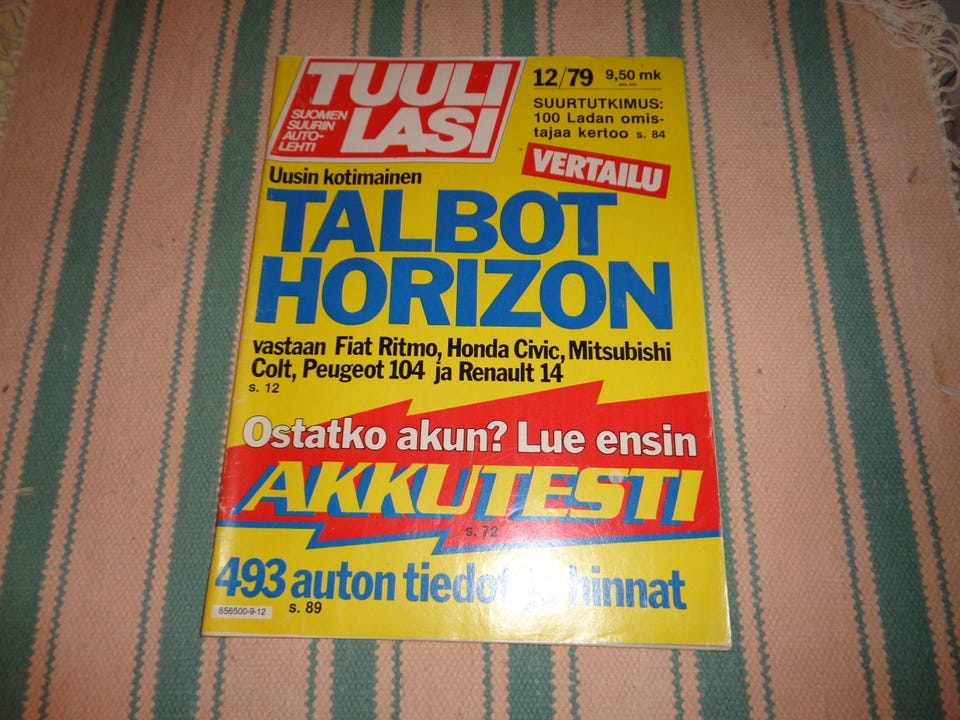 TUULI
LASI
SUOMEN
SUURIN
AUTO-
LEHTI
12/79 9,50 mk
SUURTUTKIMUS:
100 Ladan omis-
tajaa kertoo s. 84
VERTAILU
Uusin kotimainen
TALBOT
HORIZON
vastaan Fiat Ritmo, Honda Civic, Mitsubishi
Colt, Peugeot 104 ja Renault 14
s. 12
Ostatko akun? Lue ensin
AKKUTESTI
s. 72
493 auton tiedot ja hinnat
s. 89
856500-9-12